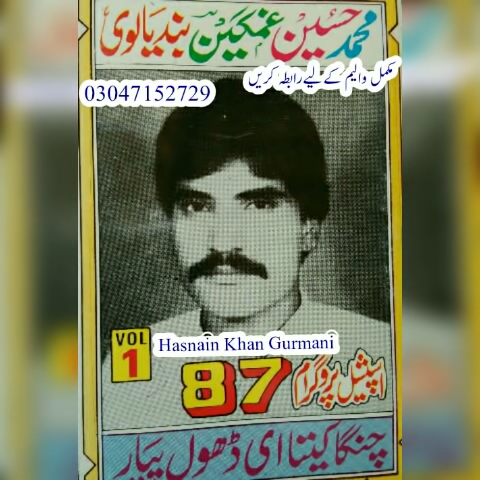 محمد حسین غمگین بندیالوی
مکمل والیم کے لیے رابطہ کریں
03047152729
VOL
1
Hasnain Khan Gurmani
87 اسپیشل پروگرام
چنگا کیتا ای ڈھول پیار